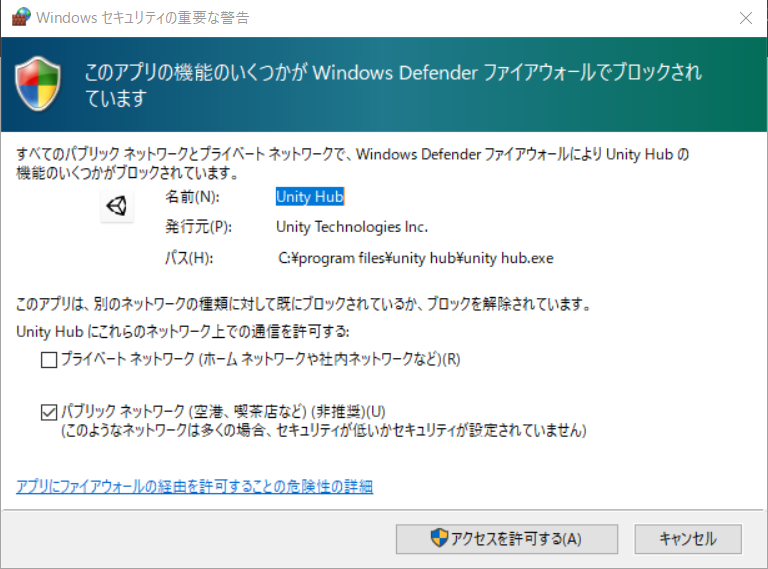 Windows セキュリティの重要な警告
このアプリの機能のいくつかが Windows Defender ファイアウォールでブロックされ
ています
すべてのパブリック ネットワークとプライベート ネットワークで、Windows Defender ファイアウォールにより Unity Hub の
機能のいくつかがブロックされています。
名前(N): Unity Hub
発行元(P): Unity Technologies Inc.
パス(H): C:¥program files¥unity hub¥unity hub.exe
このアプリは、別のネットワークの種類に対して既にブロックされているか、ブロックを解除されています。
Unity Hub にこれらのネットワーク上での通信を許可する:
プライベート ネットワーク (ホーム ネットワークや社内ネットワークなど)(R)
パブリック ネットワーク (空港、喫茶店など) (非推奨)(U)
(このようなネットワークは多くの場合、セキュリティが低いかセキュリティが設定されていません)
アプリにファイアウォールの経由を許可することの危険性の詳細
アクセスを許可する(A) キャンセル